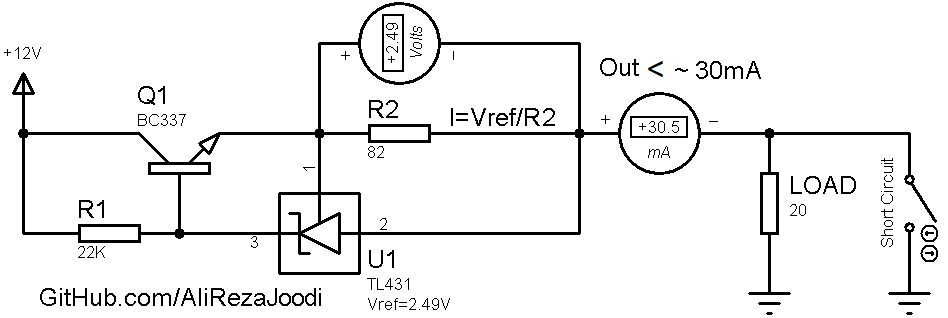 +12V
Q1
BC337
+
+2.49
Volts
-
R2
82
I=Vref/R2
Out < ~ 30mA
+
+30.5
mA
-
1
R1
22K
3
2
U1
TL431
Vref=2.49V
LOAD
20
Short Circuit
GitHub.com/AliRezaJoodi